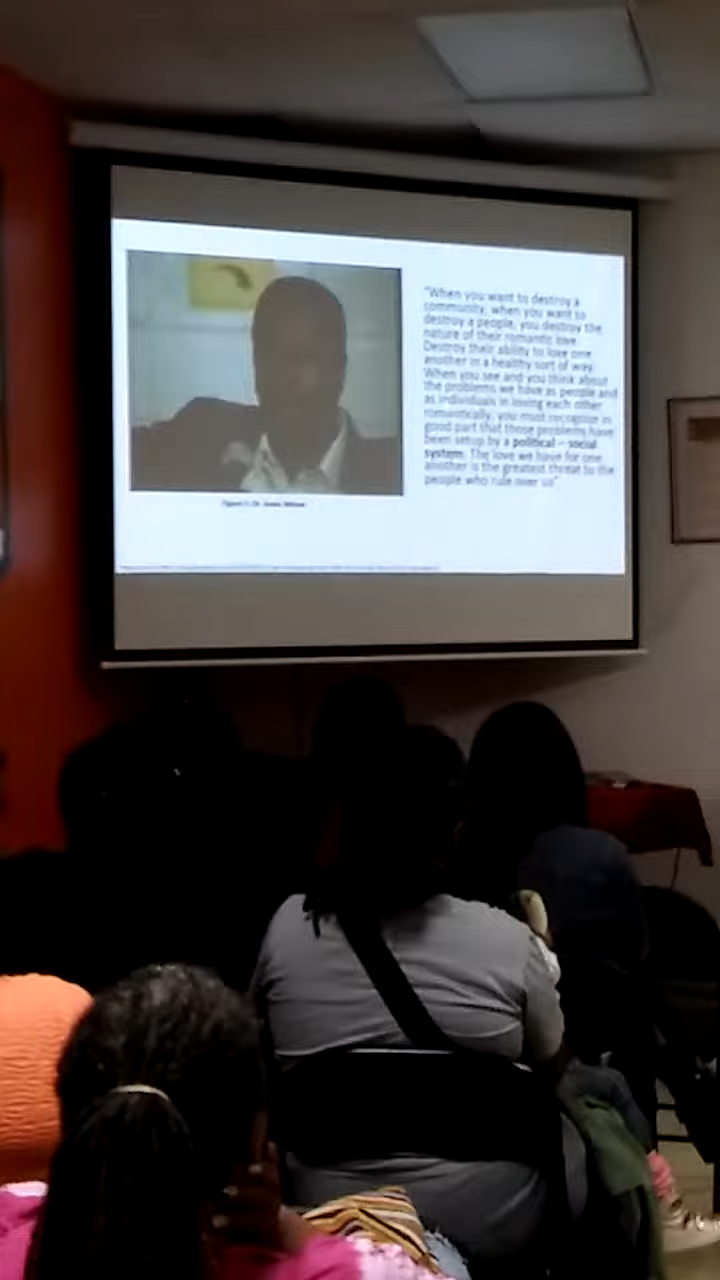 "When you want to destroy a
community, when you want to
destroy a people, you destroy the
nature of their romantic love
Destroy their ability to love one
another in a healthy sort of way.
When you see and you think about
the problems we have as people and
as individuals in loving each other
romantically, you must recognise in
good part that those problems have
been setup by a political – social
system. The love we have for one
another is the greatest threat to the
people who rule over us"